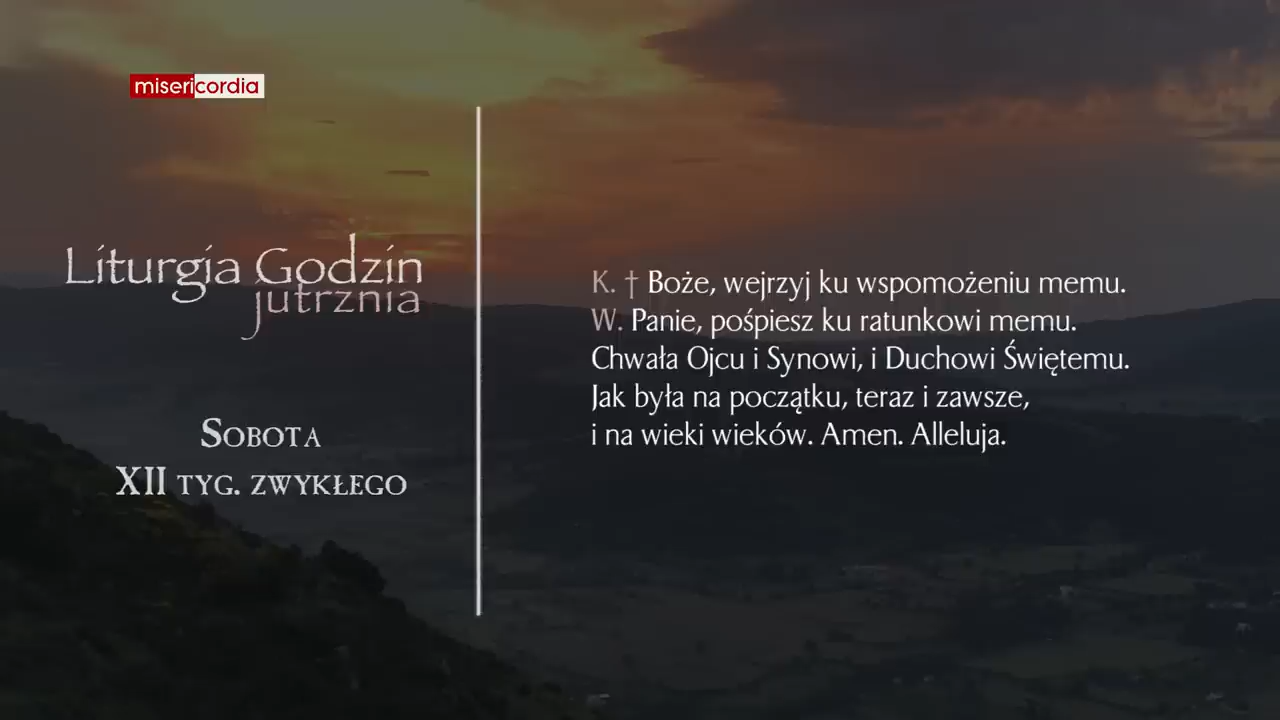 misericordia
Liturgia Godzin
jutrznia
Sobota
XII tyg. zwykłego
K. † Boże, wejrzyj ku wspomożeniu memu.
W. Panie, pośpiesz ku ratunkowi memu.
Chwała Ojcu i Synowi, i Duchowi Świętemu.
Jak była na początku, teraz i zawsze,
i na wieki wieków. Amen. Alleluja.